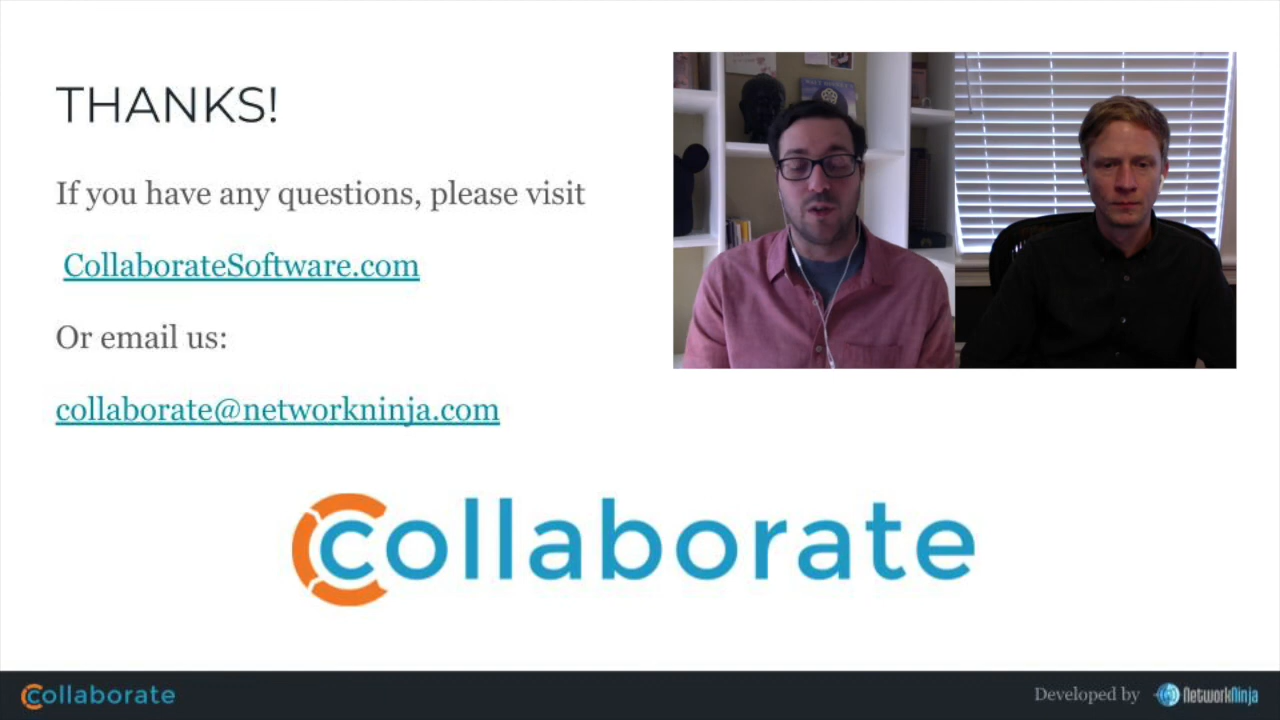 THANKS!
If you have any questions, please visit
CollaborateSoftware.com
Or email us:
collaborate@networkninja.com
collaborate
collaborate
Developed by NetworkNinja